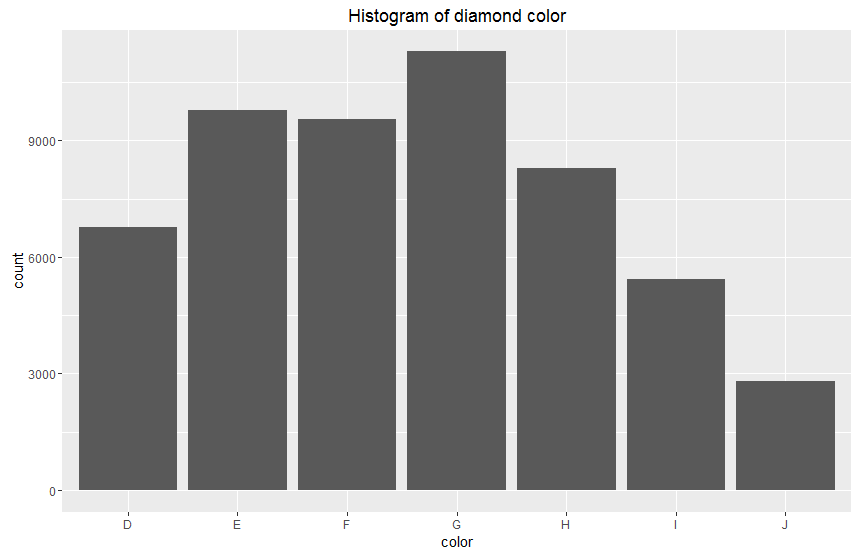 Histogram of diamond color
count
9000
6000
3000
0
D E F G H I J
color